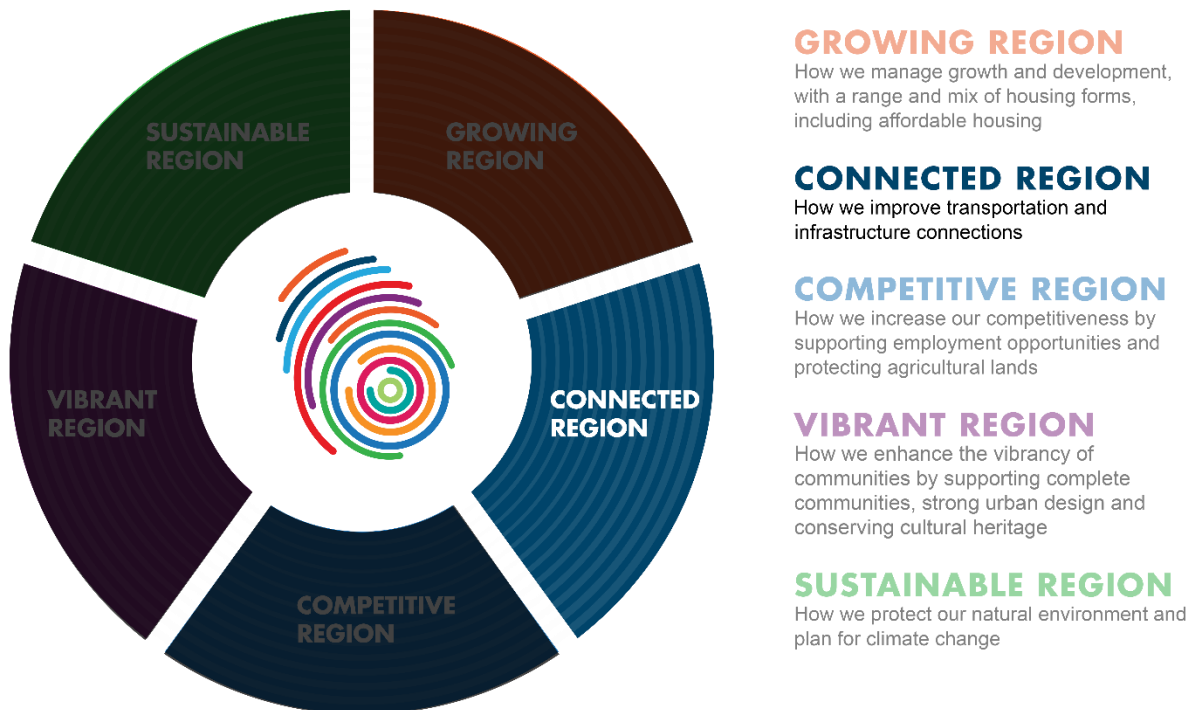 SUSTAINABLE
REGION
GROWING
REGION
VIBRANT
REGION
CONNECTED
REGION
COMPETITIVE
REGION
GROWING REGION
How we manage growth and development,
with a range and mix of housing forms,
including affordable housing
CONNECTED REGION
How we improve transportation and
infrastructure connections
COMPETITIVE REGION
How we increase our competitiveness by
supporting employment opportunities and
protecting agricultural lands
VIBRANT REGION
How we enhance the vibrancy of
communities by supporting complete
communities, strong urban design and
conserving cultural heritage
SUSTAINABLE REGION
How we protect our natural environment and
plan for climate change